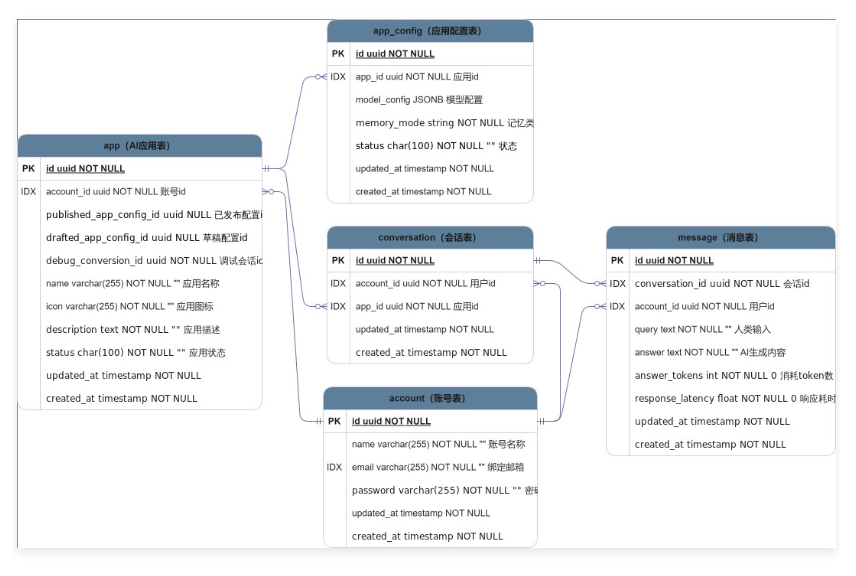 app_config（应用配置表）
PK id uuid NOT NULL
IDX app_id uuid NOT NULL 应用id
model_config JSONB 模型配置
memory_mode string NOT NULL 记忆类
status char(100) NOT NULL "" 状态
updated_at timestamp NOT NULL
created_at timestamp NOT NULL
app（AI应用表）
PK id uuid NOT NULL
IDX account_id uuid NOT NULL 账号id
published_app_config_id uuid NULL 已发布配置i
drafted_app_config_id uuid NULL 草稿配置id
debug_conversation_id uuid NOT NULL 调试会话id
name varchar(255) NOT NULL "" 应用名称
icon varchar(255) NOT NULL "" 应用图标
description text NOT NULL "" 应用描述
status char(100) NOT NULL "" 应用状态
updated_at timestamp NOT NULL
created_at timestamp NOT NULL
conversation（会话表）
PK id uuid NOT NULL
IDX account_id uuid NOT NULL 用户id
IDX app_id uuid NOT NULL 应用id
updated_at timestamp NOT NULL
created_at timestamp NOT NULL
message（消息表）
PK id uuid NOT NULL
IDX conversation_id uuid NOT NULL 会话id
IDX account_id uuid NOT NULL 用户id
query text NOT NULL "" 人类输入
answer text NOT NULL "" AI生成内容
answer_tokens int NOT NULL 0 消耗token数
response_latency float NOT NULL 0 响应耗时
updated_at timestamp NOT NULL
created_at timestamp NOT NULL
account（账号表）
PK id uuid NOT NULL
name varchar(255) NOT NULL "" 账号名称
IDX email varchar(255) NOT NULL "" 绑定邮箱
password varchar(255) NOT NULL "" 密码
updated_at timestamp NOT NULL
created_at timestamp NOT NULL